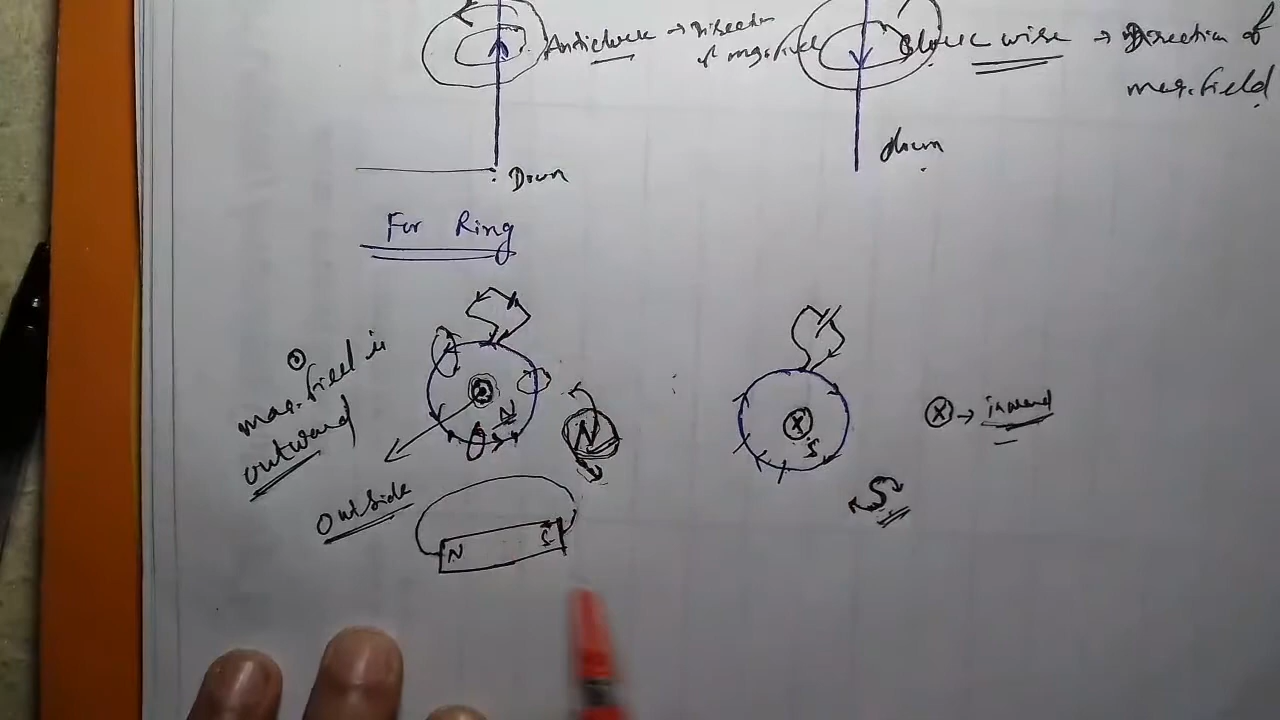 Anticlock → Direction
of mag. field
Clock wise → Direction of
mag. field
Down
down
For Ring
mag. field is
outward
N
N
outside
N S
S
S
→ inward